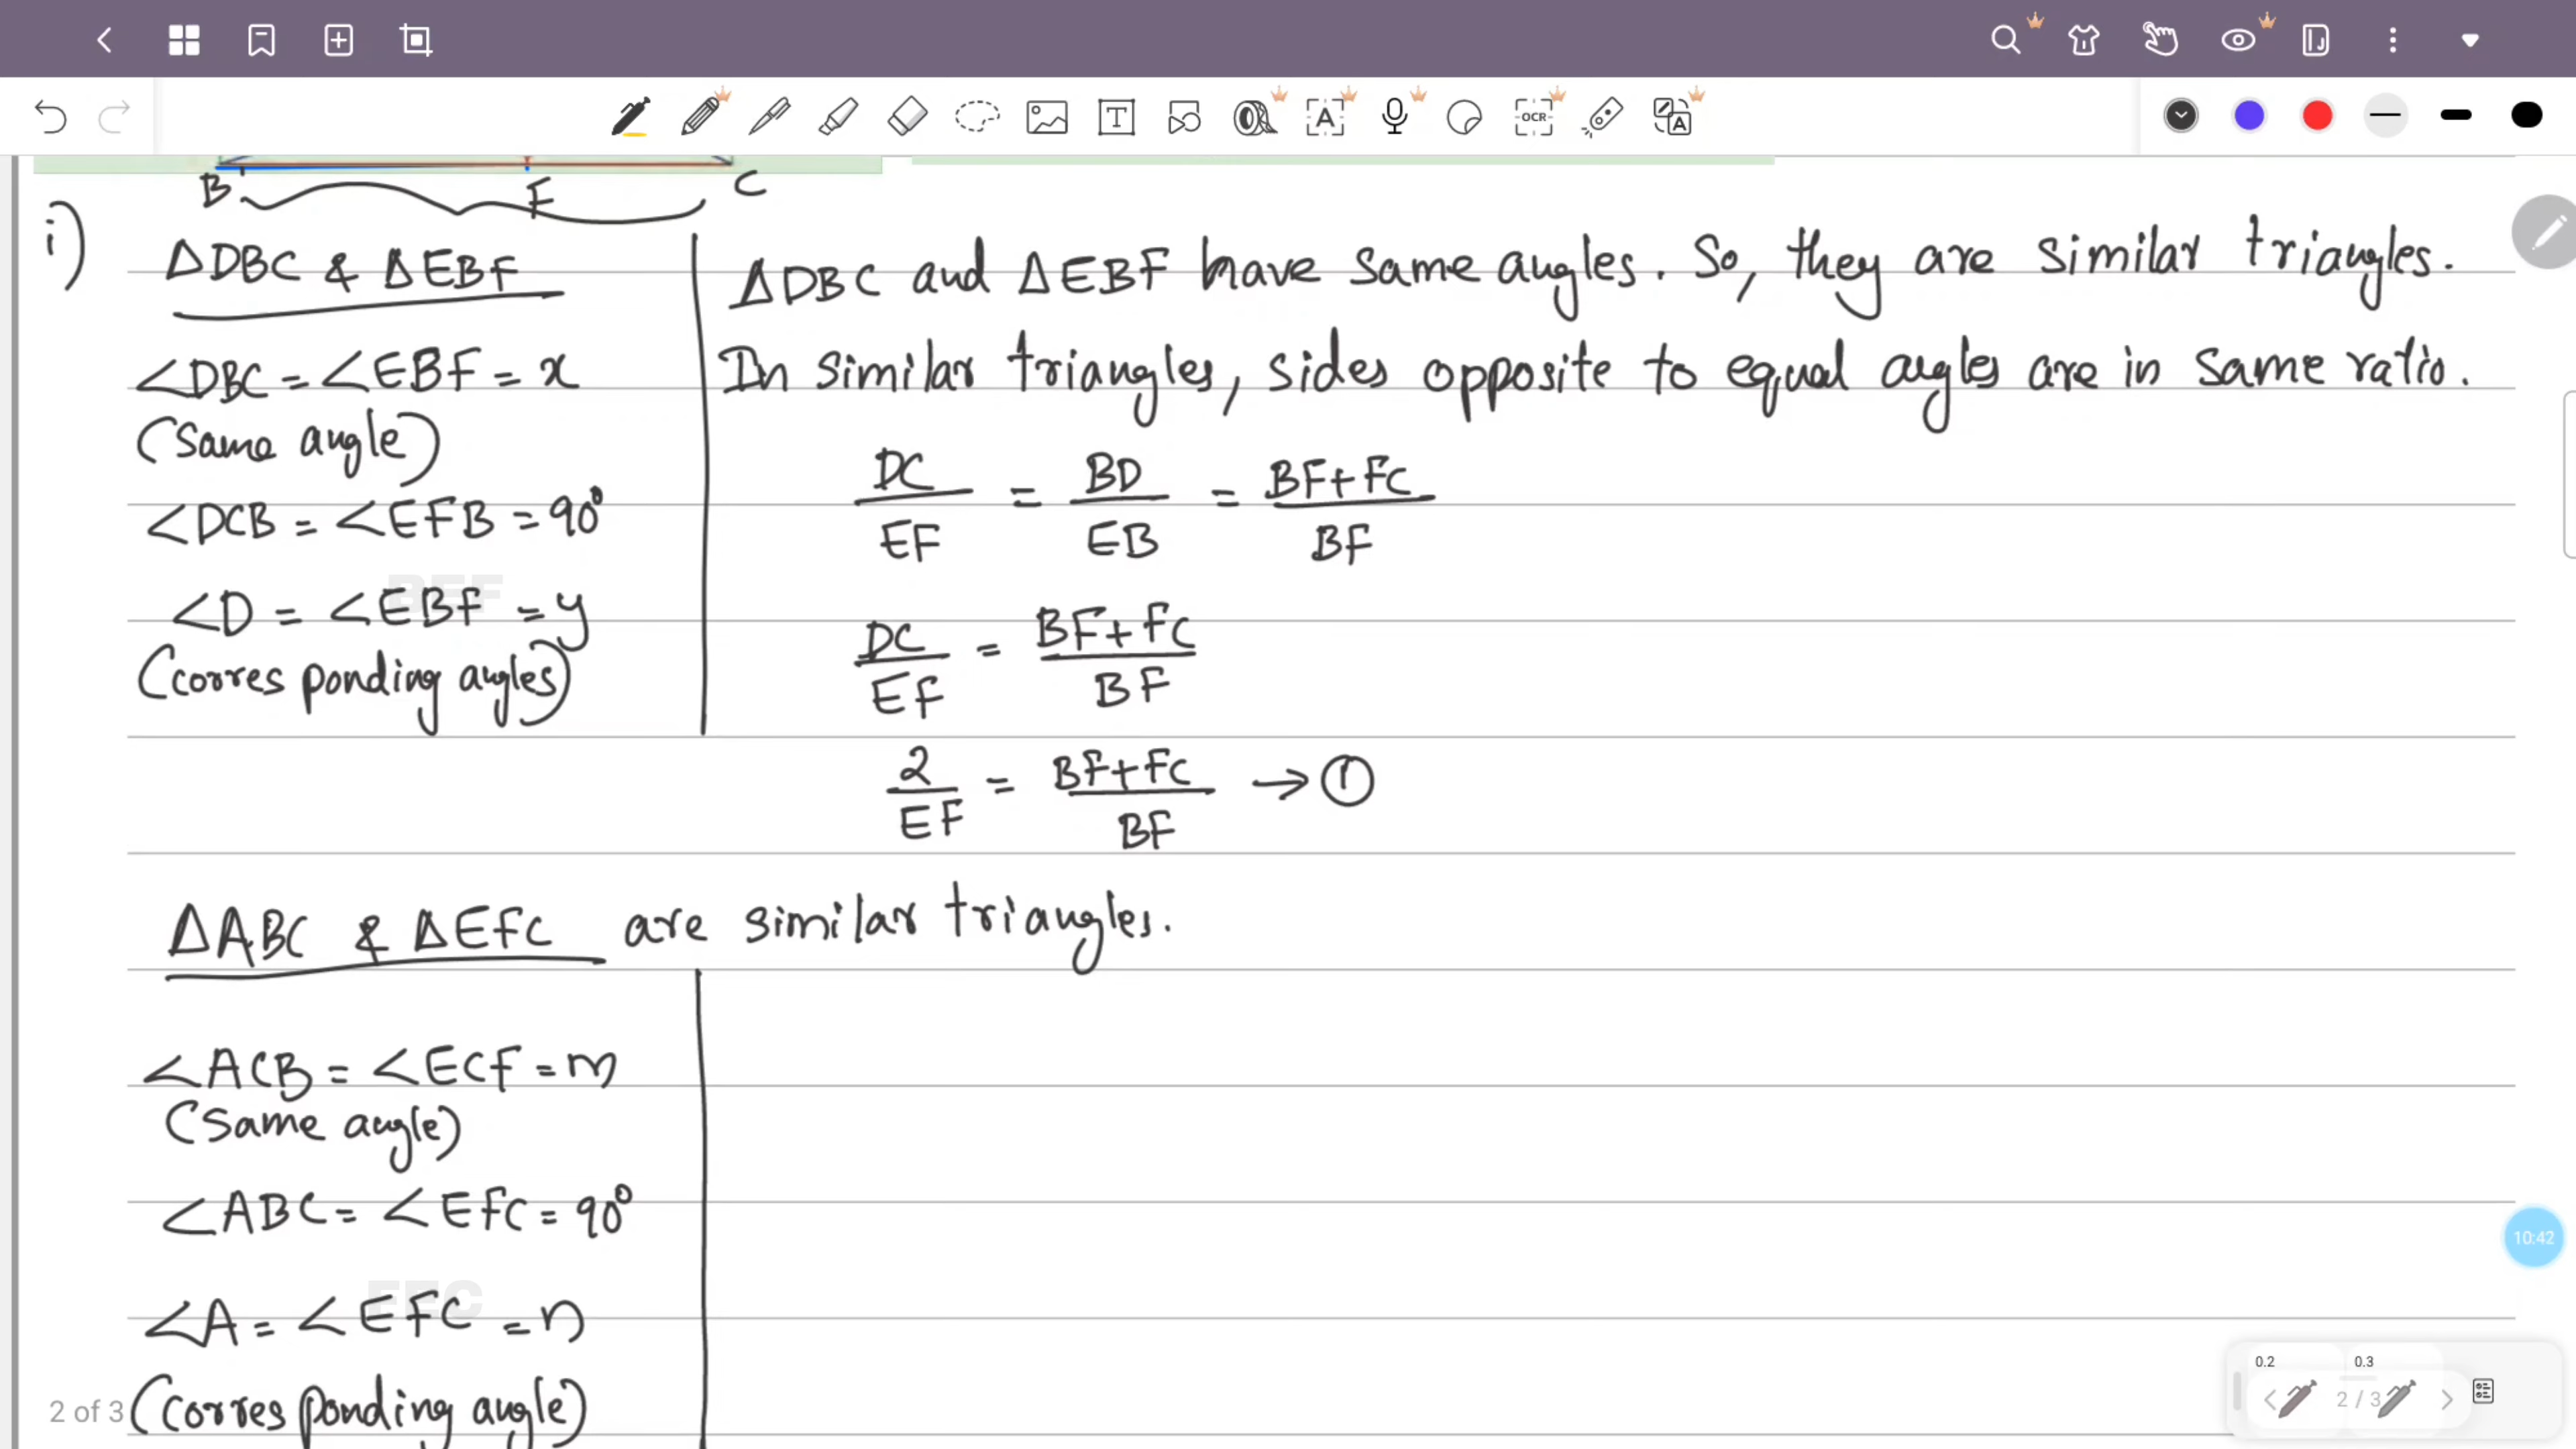 B F C
i)
ΔDBC & ΔEBF
∠DBC = ∠EBF = x
(Same angle)
∠DCB = ∠EFB = 90°
BEF
∠D = ∠EBF = y
(corresponding angles)
ΔDBC and ΔEBF have same angles. So, they are similar triangles.
In similar triangles, sides opposite to equal angles are in same ratio.
DC/EF = BD/EB = BF+FC/BF
DC/EF = BF+FC/BF
2/EF = BF+FC/BF → ①
ΔABC & ΔEFC are similar triangles.
∠ACB = ∠ECF = m
(Same angle)
∠ABC = ∠EFC = 90°
FEC
∠A = ∠EFC = n
(corresponding angle)
2 of 3
10:42
0.2 0.3
2 / 3
T
A
OCR
A